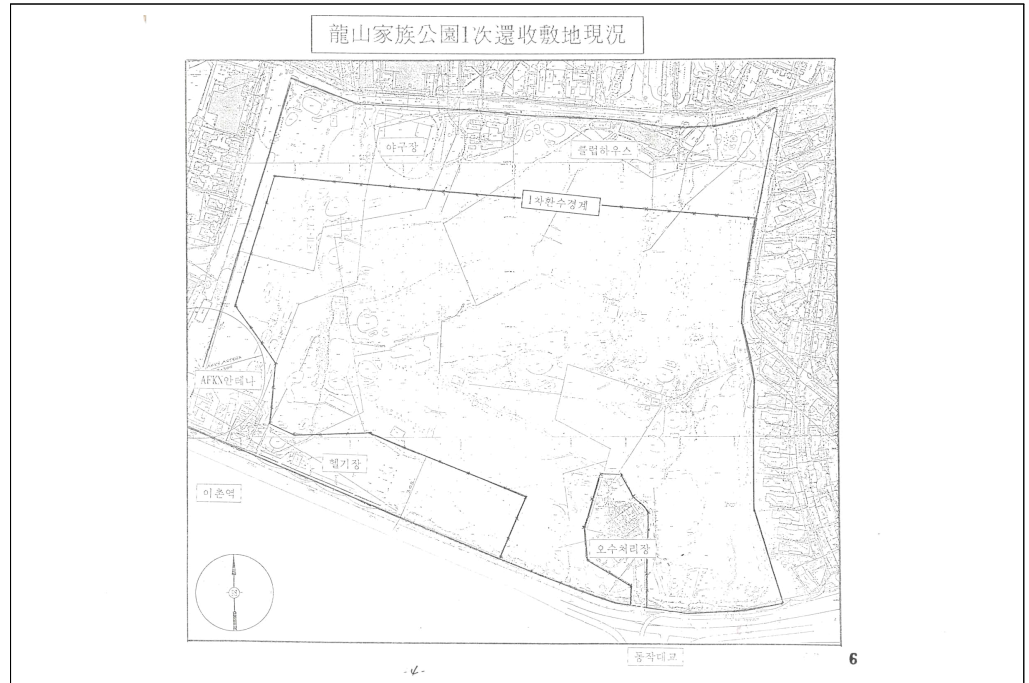 龍山家族公園1次還收敷地現況
야구장
클럽하우스
1차환수경계
AFKN안테나
헬기장
이촌역
오수처리장
동작대교
-4-
6